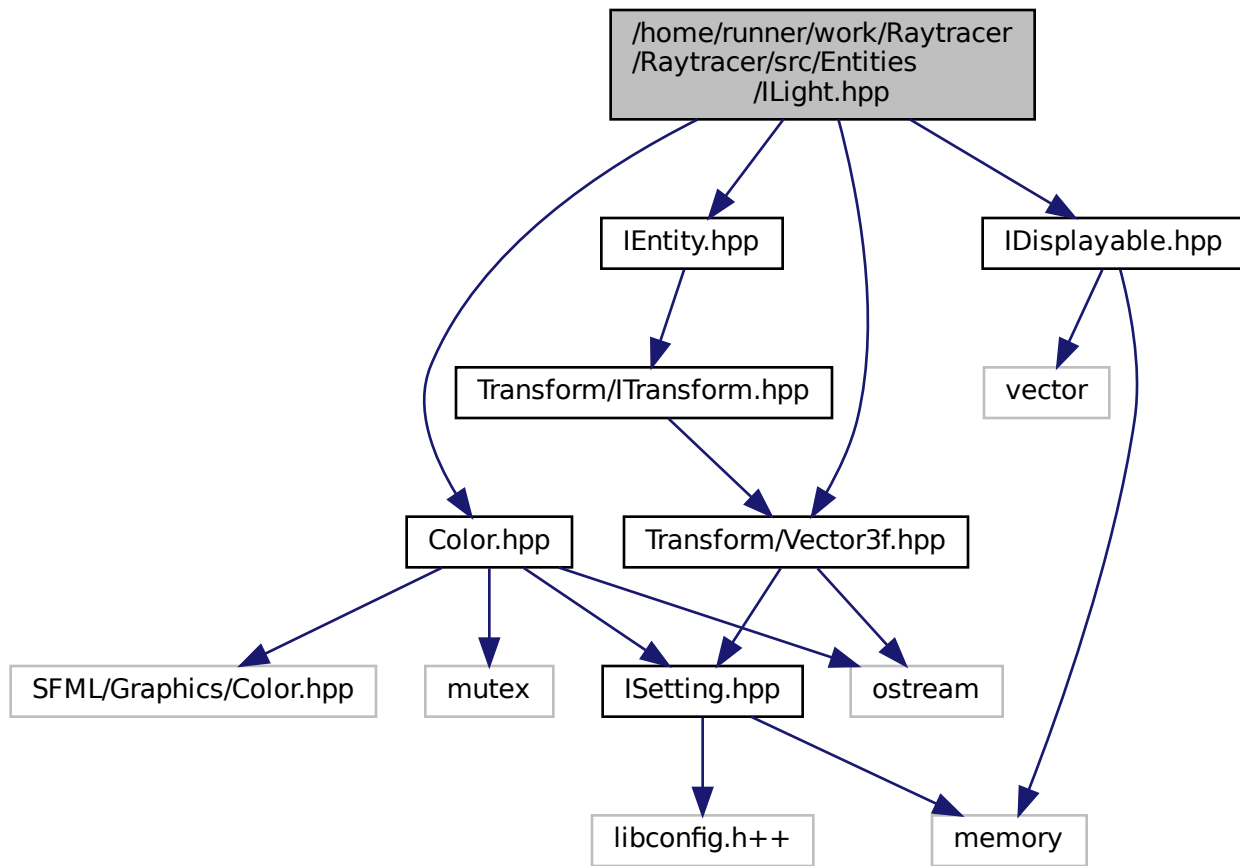 /home/runner/work/Raytracer
/Raytracer/src/Entities
/ILight.hpp
IEntity.hpp
IDisplayable.hpp
Transform/ITransform.hpp
vector
Color.hpp
Transform/Vector3f.hpp
SFML/Graphics/Color.hpp
mutex
ISetting.hpp
ostream
libconfig.h++
memory